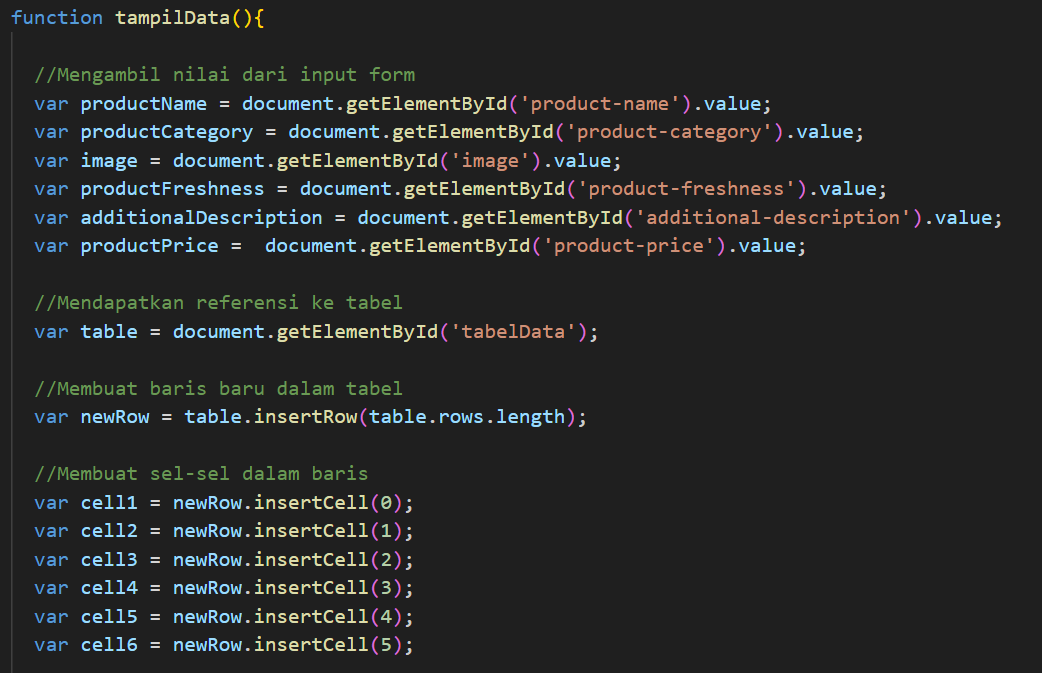 function tampilData(){
//Mengambil nilai dari input form
var productName = document.getElementById('product-name').value;
var productCategory = document.getElementById('product-category').value;
var image = document.getElementById('image').value;
var productFreshness = document.getElementById('product-freshness').value;
var additionalDescription = document.getElementById('additional-description').value;
var productPrice =  document.getElementById('product-price').value;
//Mendapatkan referensi ke tabel
var table = document.getElementById('tabelData');
//Membuat baris baru dalam tabel
var newRow = table.insertRow(table.rows.length);
//Membuat sel-sel dalam baris
var cell1 = newRow.insertCell(0);
var cell2 = newRow.insertCell(1);
var cell3 = newRow.insertCell(2);
var cell4 = newRow.insertCell(3);
var cell5 = newRow.insertCell(4);
var cell6 = newRow.insertCell(5);